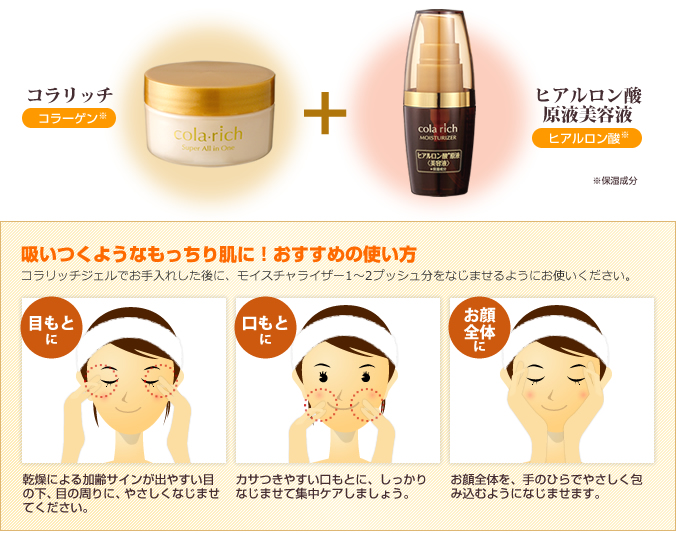 コラリッチ
コラーゲン※
cola·rich
Super All in One
+
cola·rich
MOISTURIZER
ヒアルロン酸※原液
〈美容液〉
※保湿成分
ヒアルロン酸
原液美容液
ヒアルロン酸※
※保湿成分
吸いつくようなもっちり肌に！おすすめの使い方
コラリッチジェルでお手入れした後に、モイスチャライザー1～2プッシュ分をなじませるようにお使いください。
目もと
に
口もと
に
お顔
全体に
乾燥による加齢サインが出やすい目
の下、目の周りに、やさしくなじませ
てください。
カサつきやすい口もとに、しっかり
なじませて集中ケアしましょう。
お顔全体を、手のひらでやさしく包
み込むようになじませます。